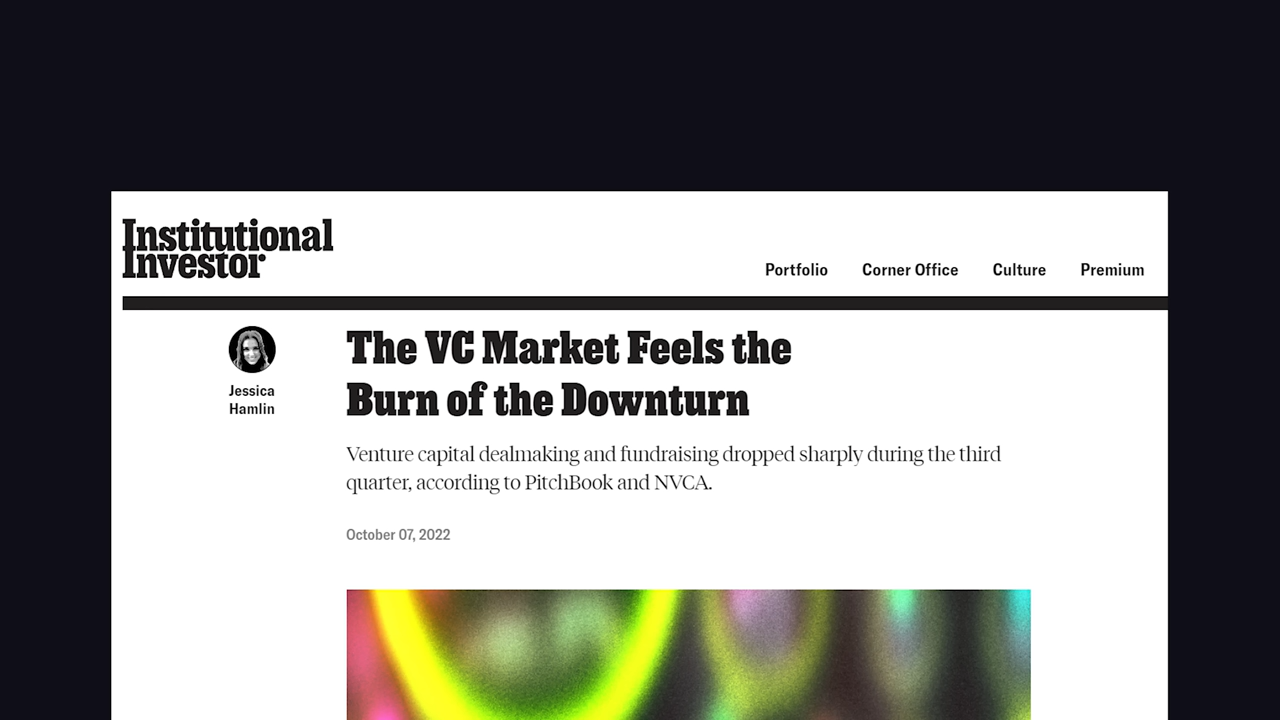 Institutional
Investor
Portfolio Corner Office Culture Premium
Jessica
Hamlin
The VC Market Feels the
Burn of the Downturn
Venture capital dealmaking and fundraising dropped sharply during the third
quarter, according to PitchBook and NVCA.
October 07, 2022